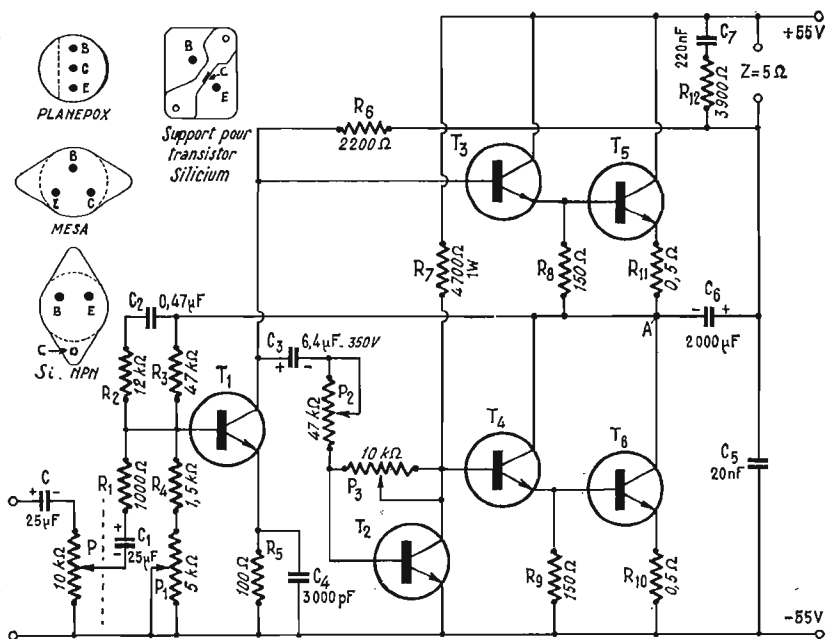 B
C
E
PLANEPOX
B
C
E
Support pour
transistor
Silicium
B
E
C
MESA
B
E
C
Si. NPN
+55V
C7
220nF
R12
3900Ω
Z=5Ω
R6
2200Ω
T3
T5
R7
4700Ω
1W
R8
150Ω
R11
0,5Ω
C2
0,47µF
R2
12kΩ
R3
47kΩ
T1
C3
6,4µF-350V
+
-
P2
47kΩ
A
C6
-
+
2000µF
T4
T6
C5
20nF
10kΩ
P3
R1
1000Ω
R4
1,5kΩ
C
+
-
25µF
P
10kΩ
+
C1
-
25µF
P1
5kΩ
R5
100Ω
C4
3000pF
T2
R9
150Ω
R10
0,5Ω
-55V